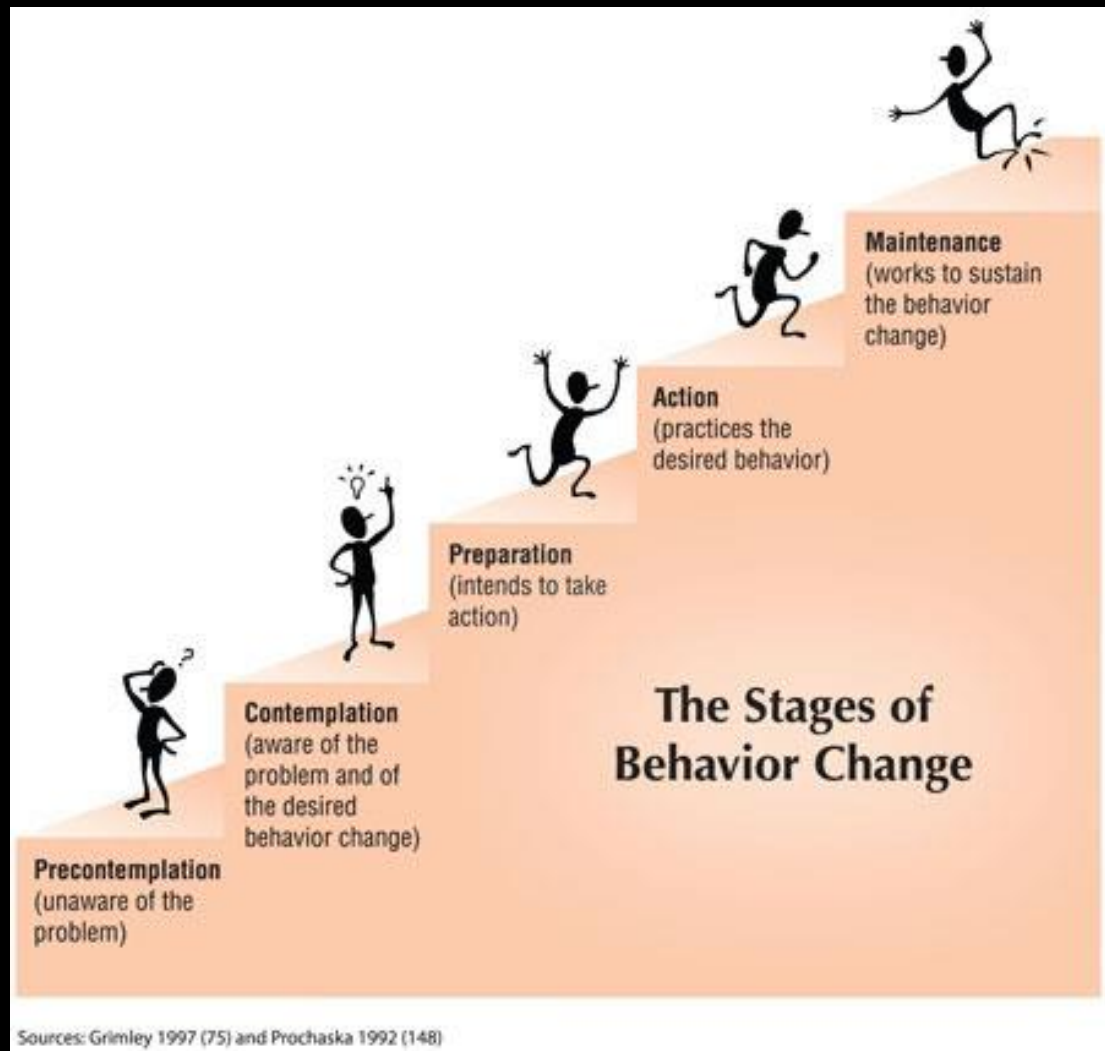 Maintenance
(works to sustain
the behavior
change)
Action
(practices the
desired behavior)
?
Preparation
(intends to take
action)
Contemplation
(aware of the
problem and of
the desired
behavior change)
Precontemplation
(unaware of the
problem)
The Stages of
Behavior Change
Sources: Grimley 1997 (75) and Prochaska 1992 (148)